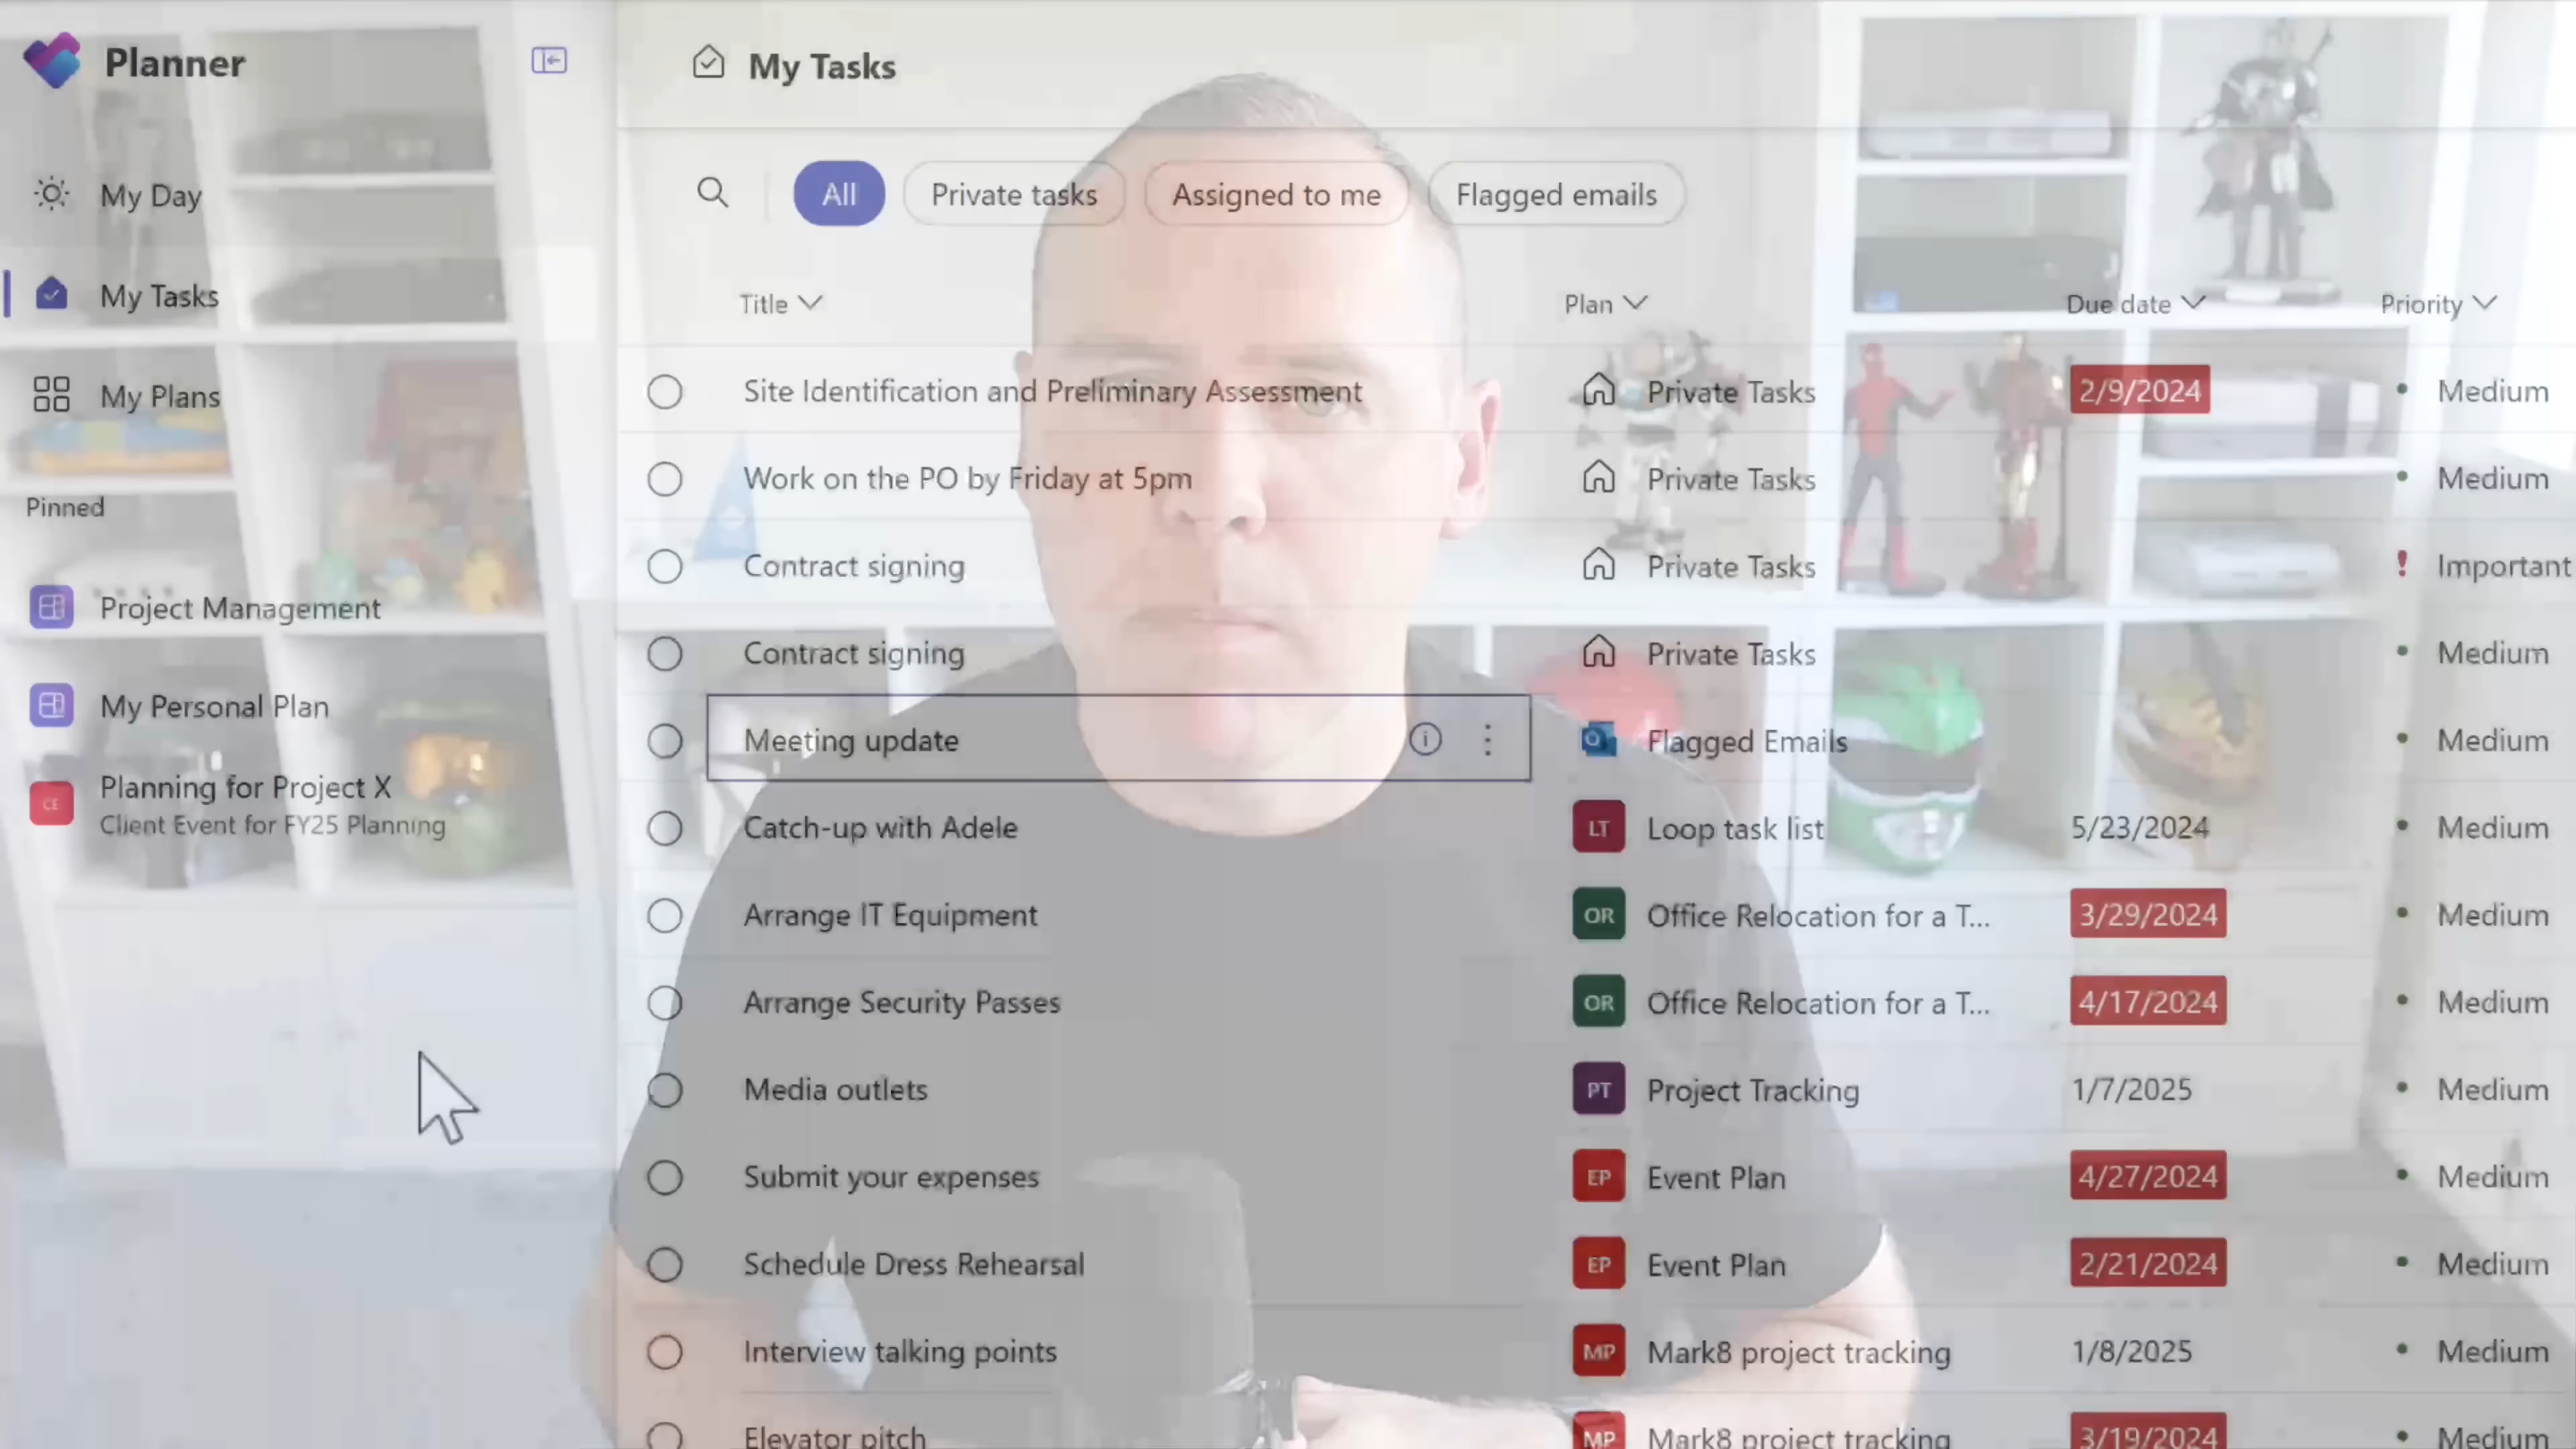 Planner
My Tasks
My Day
All Private tasks Assigned to me Flagged emails
My Tasks
Title Plan Due date Priority
My Plans
Site Identification and Preliminary Assessment Private Tasks 2/9/2024 Medium
Work on the PO by Friday at 5pm Private Tasks Medium
Pinned
Contract signing Private Tasks Important
Project Management
Contract signing Private Tasks Medium
My Personal Plan
Meeting update Flagged Emails Medium
Planning for Project X
CE
Client Event for FY25 Planning
Catch-up with Adele LT Loop task list 5/23/2024 Medium
Arrange IT Equipment OR Office Relocation for a T... 3/29/2024 Medium
Arrange Security Passes OR Office Relocation for a T... 4/17/2024 Medium
Media outlets PT Project Tracking 1/7/2025 Medium
Submit your expenses EP Event Plan 4/27/2024 Medium
Schedule Dress Rehearsal EP Event Plan 2/21/2024 Medium
Interview talking points MP Mark8 project tracking 1/8/2025 Medium
Elevator pitch MP Mark8 project tracking 3/19/2024 Medium